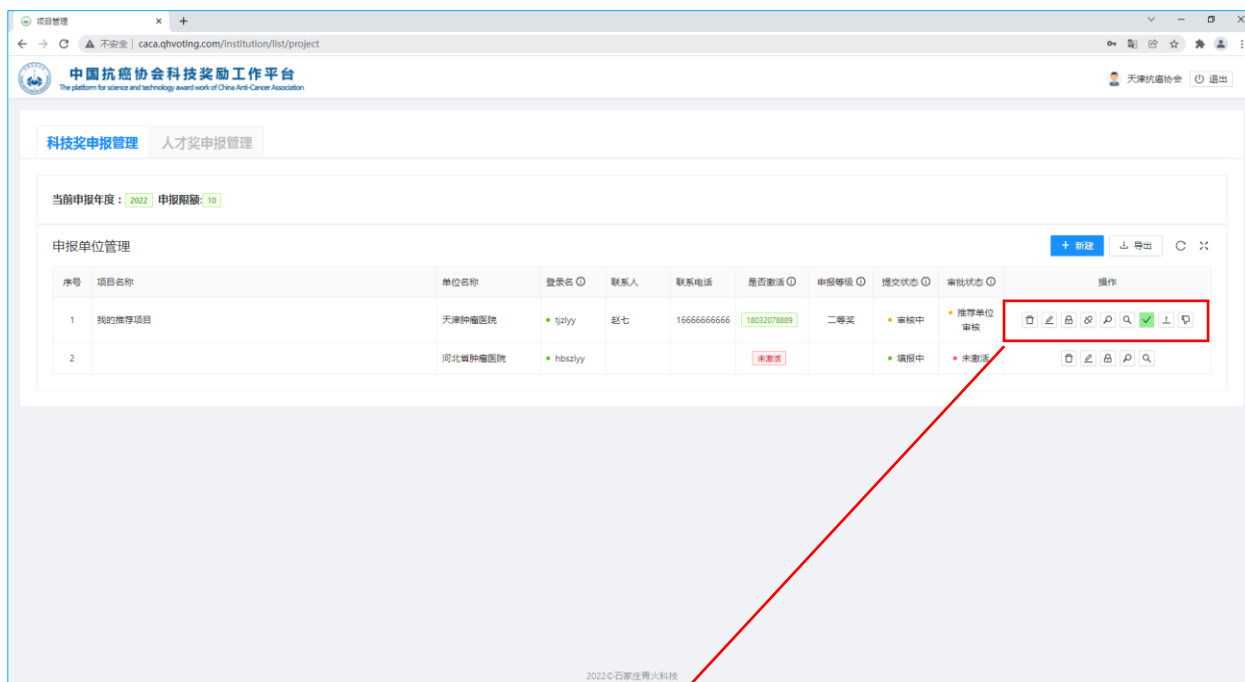 项目管理
不安全 | caca.qhvoting.com/institution/list/project
中国抗癌协会科技奖励工作平台
The platform for science and technology award work of China Anti-Cancer Association
天津抗癌协会 退出
科技奖申报管理 人才奖申报管理
当前申报年度： 2022 申报限额: 10
申报单位管理
+ 新建 导出
序号 项目名称 单位名称 登录名 联系人 联系电话 是否激活 申报等级 提交状态 审批状态 操作
1 我的推荐项目 天津肿瘤医院 tjzlyy 赵七 16666666666 18032078889 二等奖 审核中 推荐单位
审核
2 河北省肿瘤医院 hbszlyy 未激活 填报中 未激活
2022©石家庄青火科技